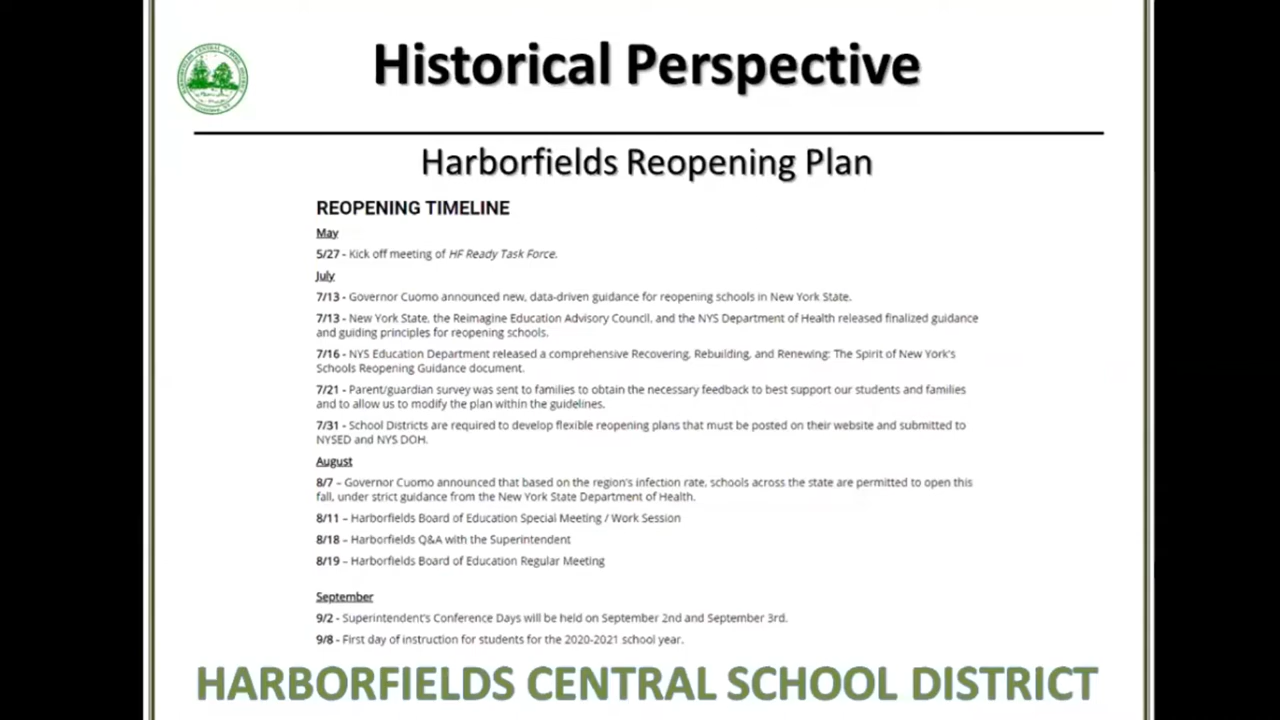 Historical Perspective
Harborfields Reopening Plan
REOPENING TIMELINE
May
5/27 - Kick off meeting of HF Ready Task Force.
July
7/13 - Governor Cuomo announced new, data-driven guidance for reopening schools in New York State.
7/13 - New York State, the Reimagine Education Advisory Council, and the NYS Department of Health released finalized guidance
and guiding principles for reopening schools.
7/16 - NYS Education Department released a comprehensive Recovering, Rebuilding, and Renewing: The Spirit of New York's
Schools Reopening Guidance document.
7/21 - Parent/guardian survey was sent to families to obtain the necessary feedback to best support our students and families
and to allow us to modify the plan within the guidelines.
7/31 - School Districts are required to develop flexible reopening plans that must be posted on their website and submitted to
NYSED and NYS DOH.
August
8/7 – Governor Cuomo announced that based on the region's infection rate, schools across the state are permitted to open this
fall, under strict guidance from the New York State Department of Health.
8/11 – Harborfields Board of Education Special Meeting / Work Session
8/18 – Harborfields Q&A with the Superintendent
8/19 – Harborfields Board of Education Regular Meeting
September
9/2 - Superintendent's Conference Days will be held on September 2nd and September 3rd.
9/8 - First day of instruction for students for the 2020-2021 school year.
HARBORFIELDS CENTRAL SCHOOL DISTRICT